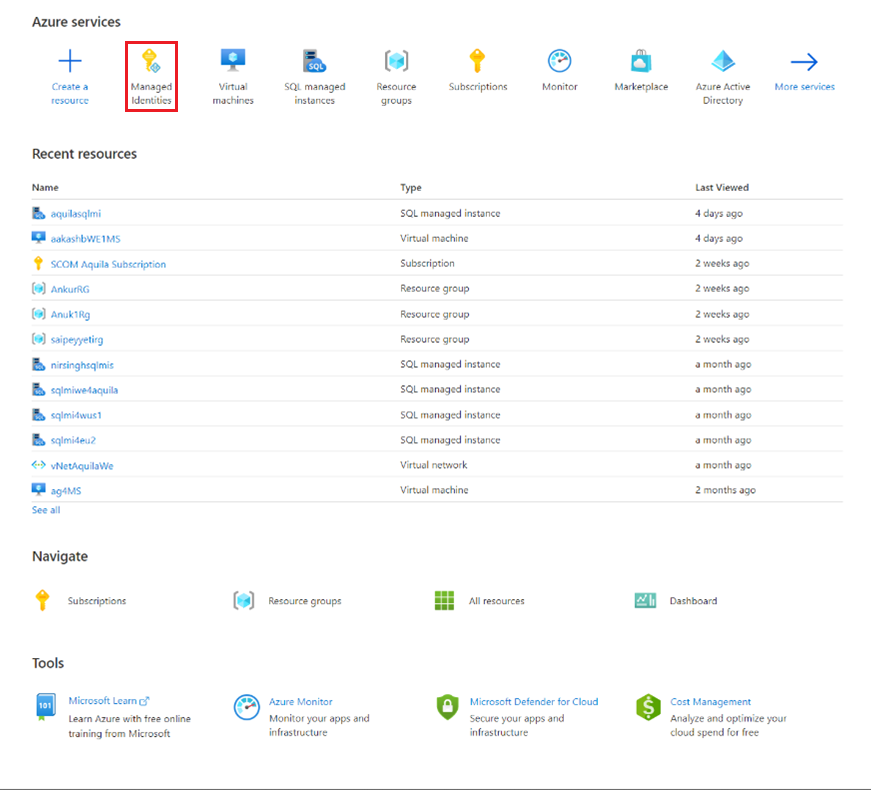 Azure services
Create a resource
Managed Identities
Virtual machines
SQL managed instances
Resource groups
Subscriptions
Monitor
Marketplace
Azure Active Directory
More services
Recent resources
Name Type Last Viewed
aquilasqlmi SQL managed instance 4 days ago
aakashbWE1MS Virtual machine 4 days ago
SCOM Aquila Subscription Subscription 2 weeks ago
AnkurRG Resource group 2 weeks ago
Anuk1Rg Resource group 2 weeks ago
saipeyyetirg Resource group 2 weeks ago
nirsinghsqlmis SQL managed instance a month ago
sqlmiwe4aquila SQL managed instance a month ago
sqlmi4wus1 SQL managed instance a month ago
sqlmi4eu2 SQL managed instance a month ago
vNetAquilaWe Virtual network a month ago
ag4MS Virtual machine 2 months ago
See all
Navigate
Subscriptions Resource groups All resources Dashboard
Tools
101
Microsoft Learn
Learn Azure with free online
training from Microsoft
Azure Monitor
Monitor your apps and
infrastructure
Microsoft Defender for Cloud
Secure your apps and
infrastructure
Cost Management
Analyze and optimize your
cloud spend for free